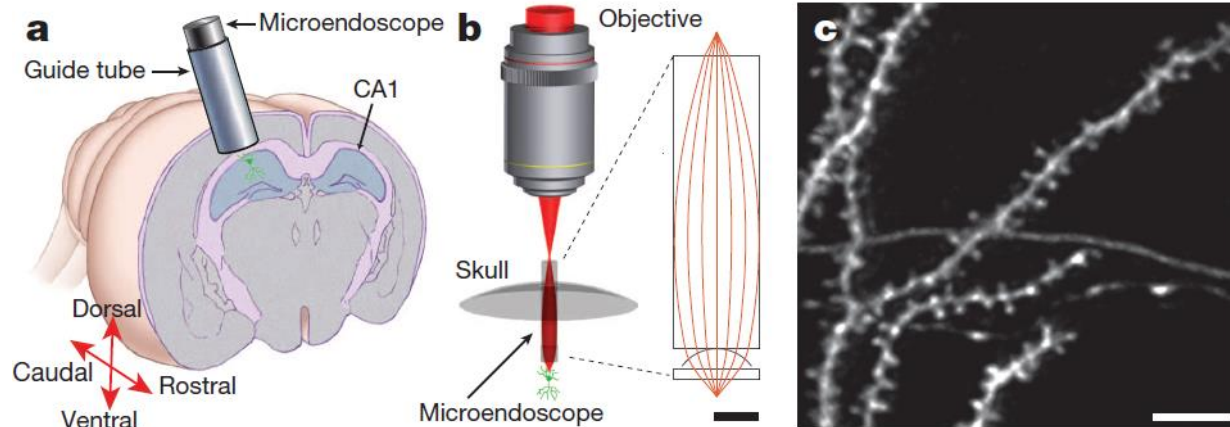 a
Microendoscope
Guide tube
CA1
Dorsal
Caudal
Rostral
Ventral
b
Objective
Skull
Microendoscope
c